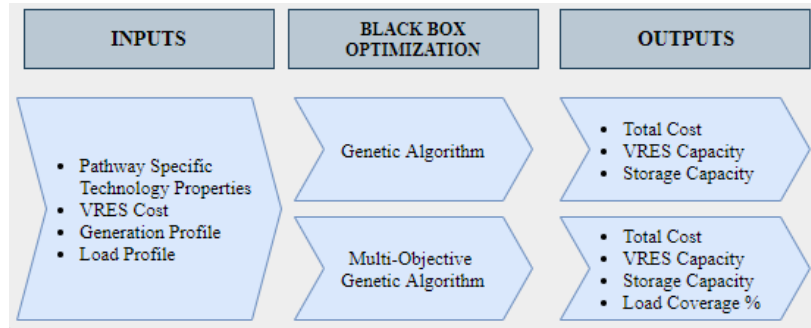 INPUTS
BLACK BOX
OPTIMIZATION
OUTPUTS
• Pathway Specific
Technology Properties
• VRES Cost
• Generation Profile
• Load Profile
Genetic Algorithm
• Total Cost
• VRES Capacity
• Storage Capacity
Multi-Objective
Genetic Algorithm
• Total Cost
• VRES Capacity
• Storage Capacity
• Load Coverage %